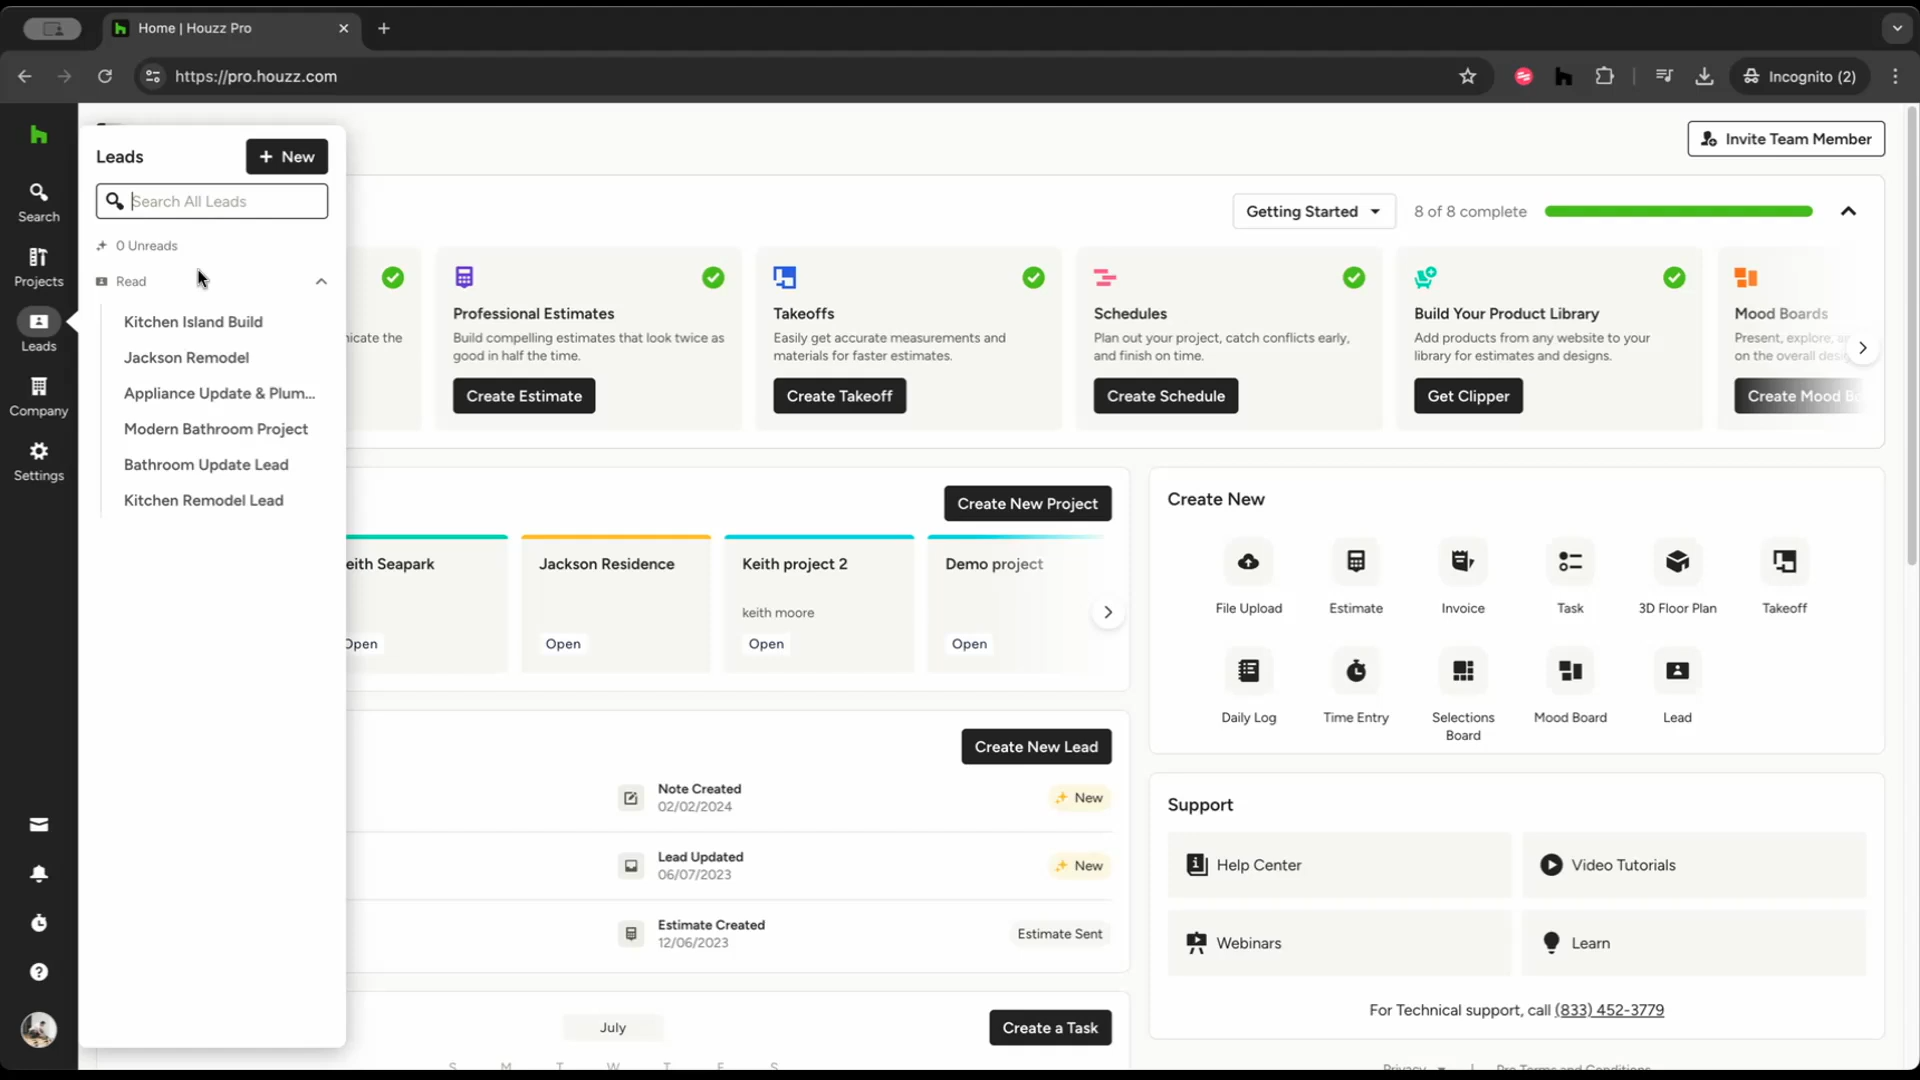 Home | Houzz Pro
https://pro.houzz.com
Incognito (2)
Search
Projects
Leads
Company
Settings
Leads
New
Search All Leads
0 Unreads
Read
Kitchen Island Build
Jackson Remodel
Appliance Update & Plum...
Modern Bathroom Project
Bathroom Update Lead
Kitchen Remodel Lead
Invite Team Member
Getting Started
8 of 8 complete
nicate the
Professional Estimates
Build compelling estimates that look twice as
good in half the time.
Create Estimate
Takeoffs
Easily get accurate measurements and
materials for faster estimates.
Create Takeoff
Schedules
Plan out your project, catch conflicts early,
and finish on time.
Create Schedule
Build Your Product Library
Add products from any website to your
library for estimates and designs.
Get Clipper
Mood Boards
Present, explore,
on the overall
Create Mood
Create New Project
eith Seapark
Open
Jackson Residence
Open
Keith project 2
keith moore
Open
Demo project
Open
Create New Lead
Note Created
02/02/2024
New
Lead Updated
06/07/2023
New
Estimate Created
12/06/2023
Estimate Sent
July
Create a Task
S M T W T F S
Create New
File Upload
Estimate
Invoice
Task
3D Floor Plan
Takeoff
Daily Log
Time Entry
Selections
Board
Mood Board
Lead
Support
Help Center
Video Tutorials
Webinars
Learn
For Technical support, call (833) 452-3779
Privacy
Pro Terms and Conditions